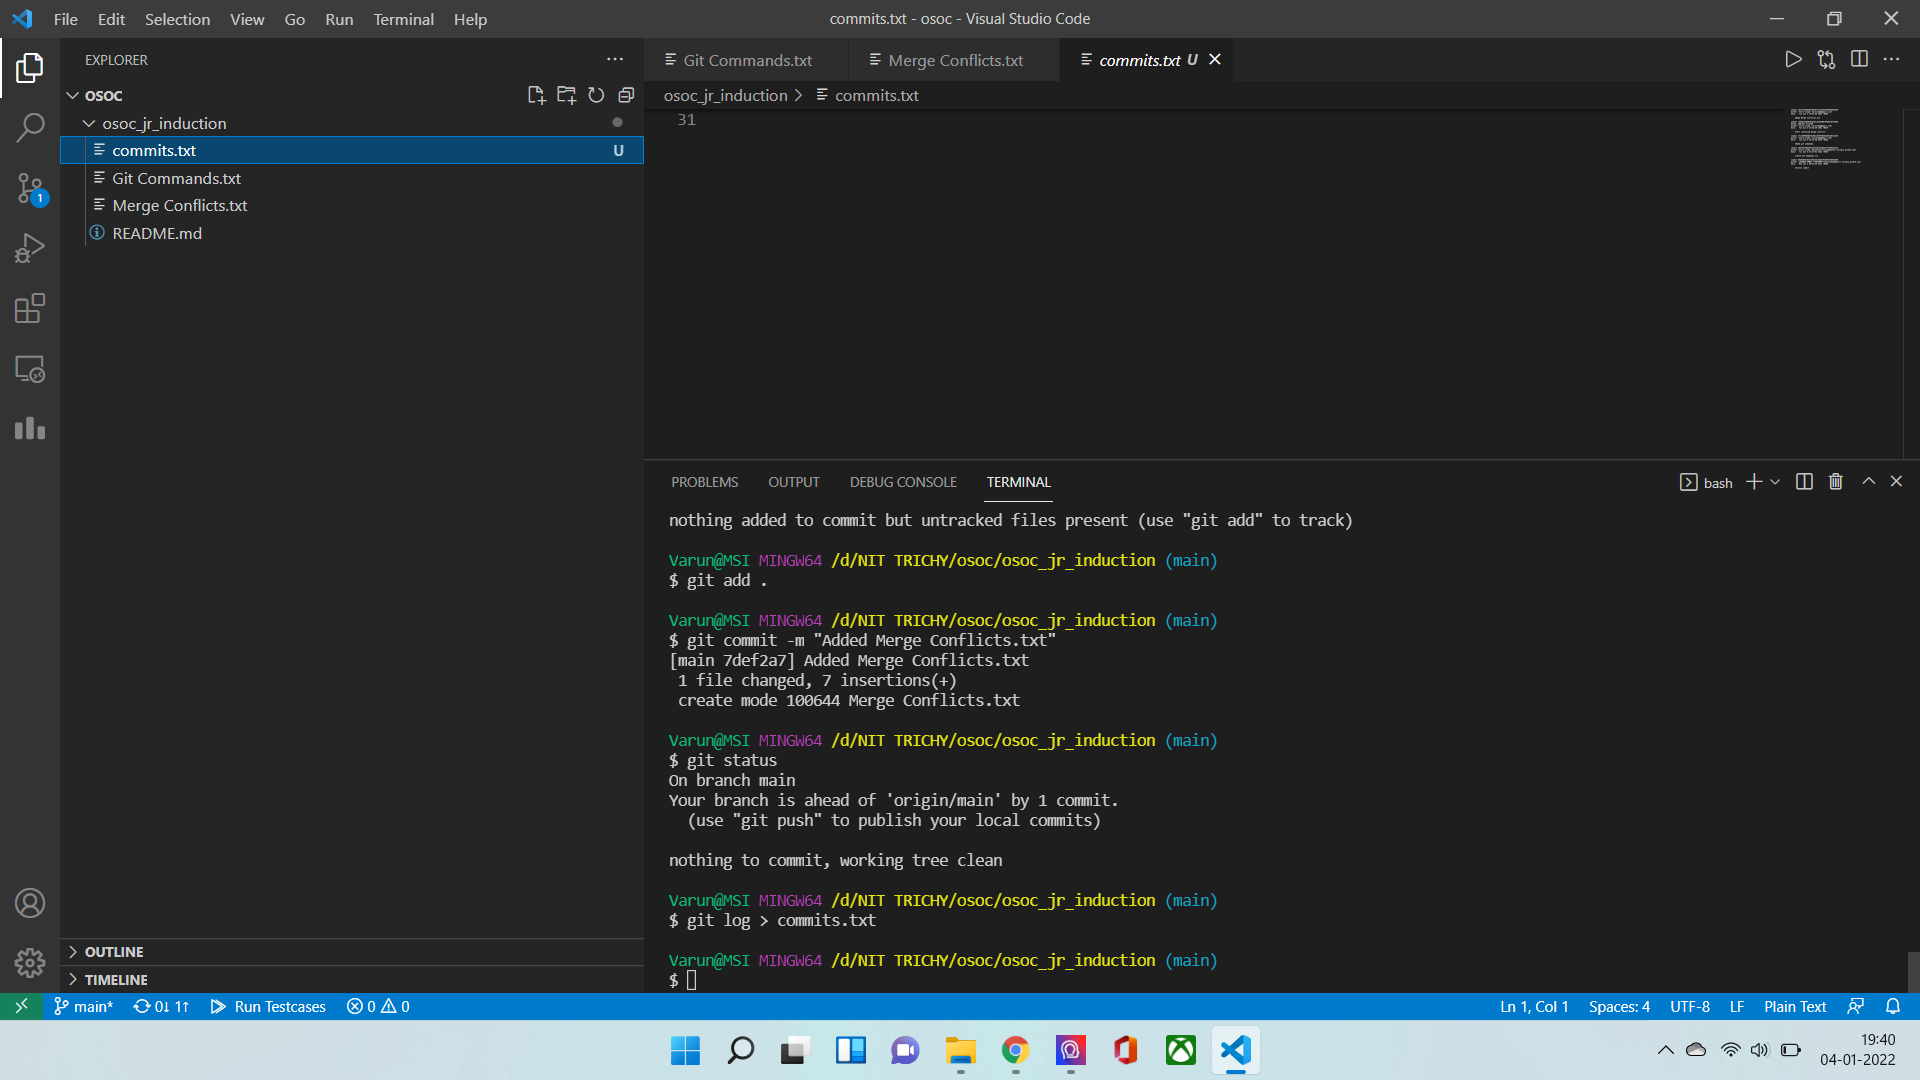 File Edit Selection View Go Run Terminal Help
commits.txt - osoc - Visual Studio Code
EXPLORER
OSOC
osoc_jr_induction
commits.txt U
Git Commands.txt
Merge Conflicts.txt
README.md
OUTLINE
TIMELINE
1
Git Commands.txt
Merge Conflicts.txt
commits.txt U
osoc_jr_induction > commits.txt
31
PROBLEMS OUTPUT DEBUG CONSOLE TERMINAL
bash
nothing added to commit but untracked files present (use "git add" to track)
Varun@MSI MINGW64 /d/NIT TRICHY/osoc/osoc_jr_induction (main)
$ git add .
Varun@MSI MINGW64 /d/NIT TRICHY/osoc/osoc_jr_induction (main)
$ git commit -m "Added Merge Conflicts.txt"
[main 7def2a7] Added Merge Conflicts.txt
1 file changed, 7 insertions(+)
create mode 100644 Merge Conflicts.txt
Varun@MSI MINGW64 /d/NIT TRICHY/osoc/osoc_jr_induction (main)
$ git status
On branch main
Your branch is ahead of 'origin/main' by 1 commit.
(use "git push" to publish your local commits)
nothing to commit, working tree clean
Varun@MSI MINGW64 /d/NIT TRICHY/osoc/osoc_jr_induction (main)
$ git log > commits.txt
Varun@MSI MINGW64 /d/NIT TRICHY/osoc/osoc_jr_induction (main)
$
main* 0↓ 1↑ Run Testcases 0 0
Ln 1, Col 1 Spaces: 4 UTF-8 LF Plain Text
19:40
04-01-2022